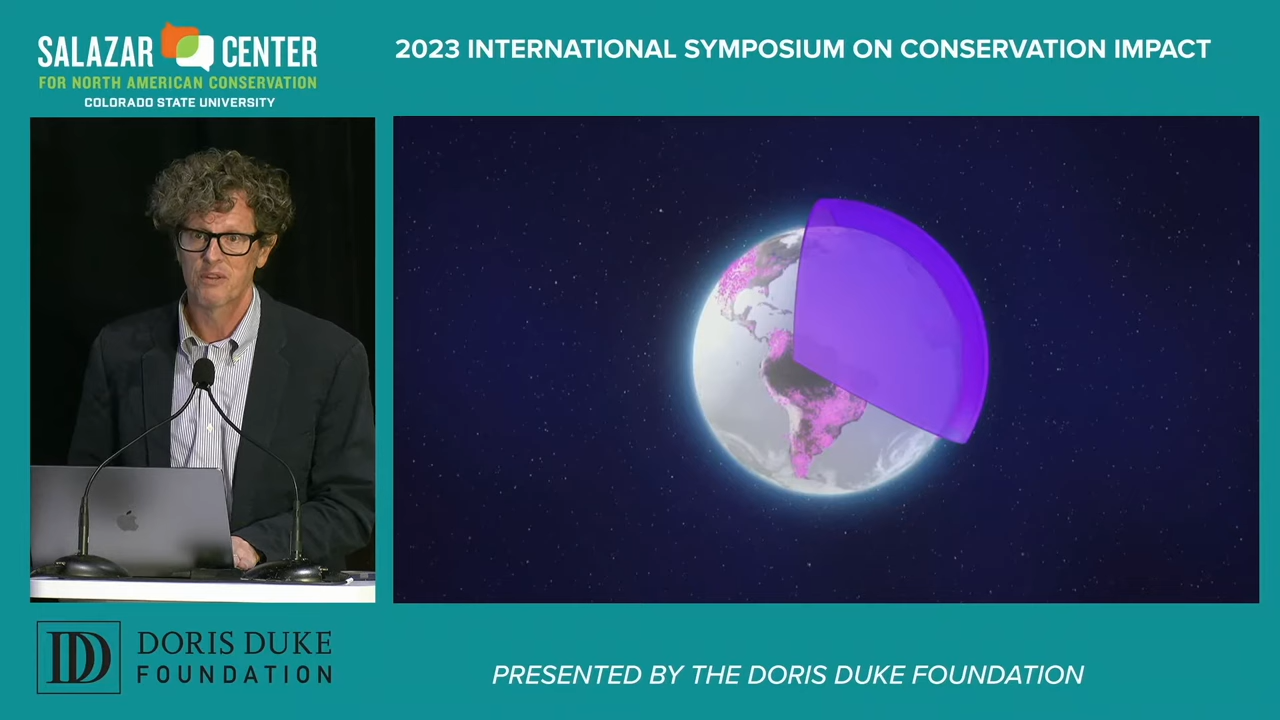 SALAZAR CENTER
FOR NORTH AMERICAN CONSERVATION
COLORADO STATE UNIVERSITY
2023 INTERNATIONAL SYMPOSIUM ON CONSERVATION IMPACT
DD
DORIS DUKE
FOUNDATION
PRESENTED BY THE DORIS DUKE FOUNDATION